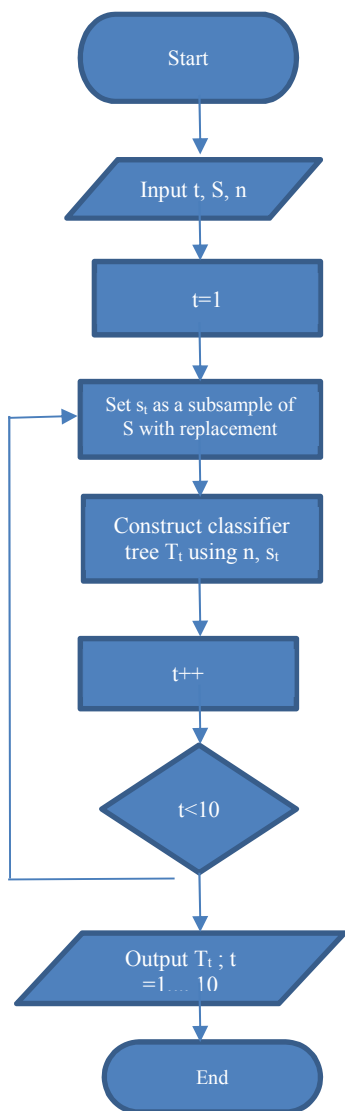 Start
Input t, S, n
t=1
Set sₜ as a subsample of
S with replacement
Construct classifier
tree Tₜ using n, sₜ
t++
t<10
Output Tₜ ; t
=1.... 10
End